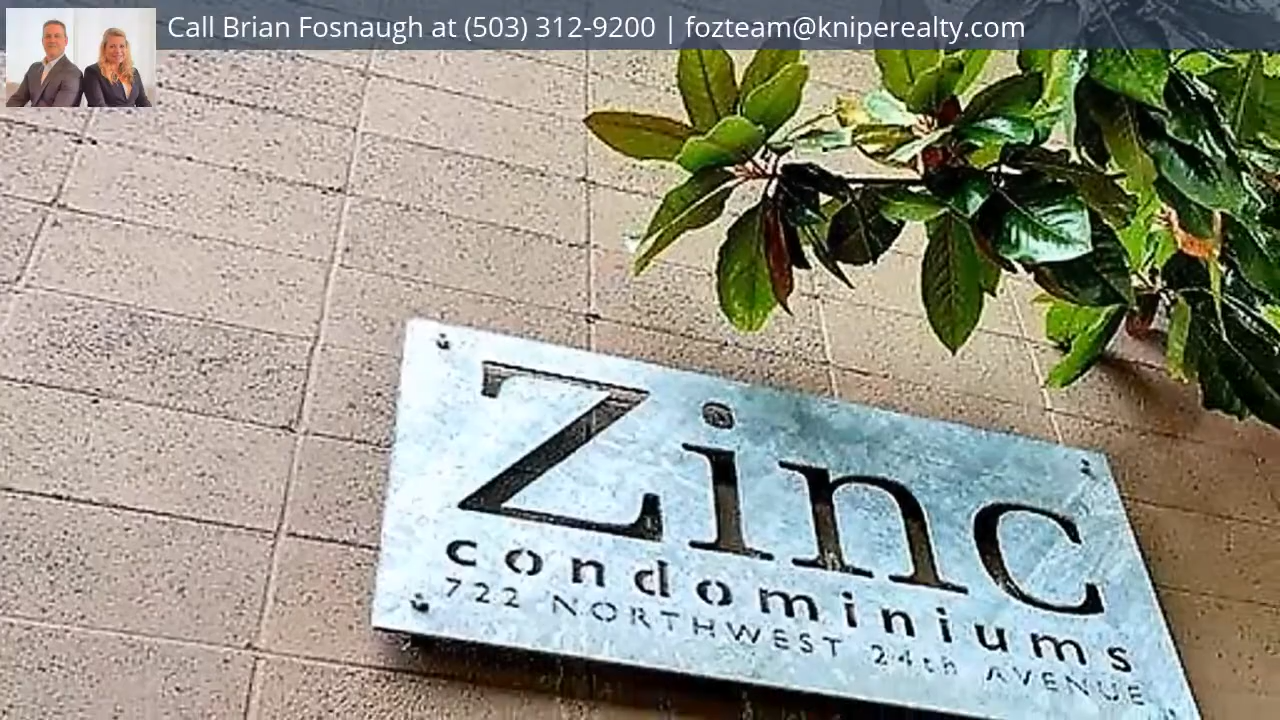 Call Brian Fosnaugh at (503) 312-9200 | fozteam@kniperealty.com
Zinc
condominiums
722 NORTHWEST 24th AVENUE